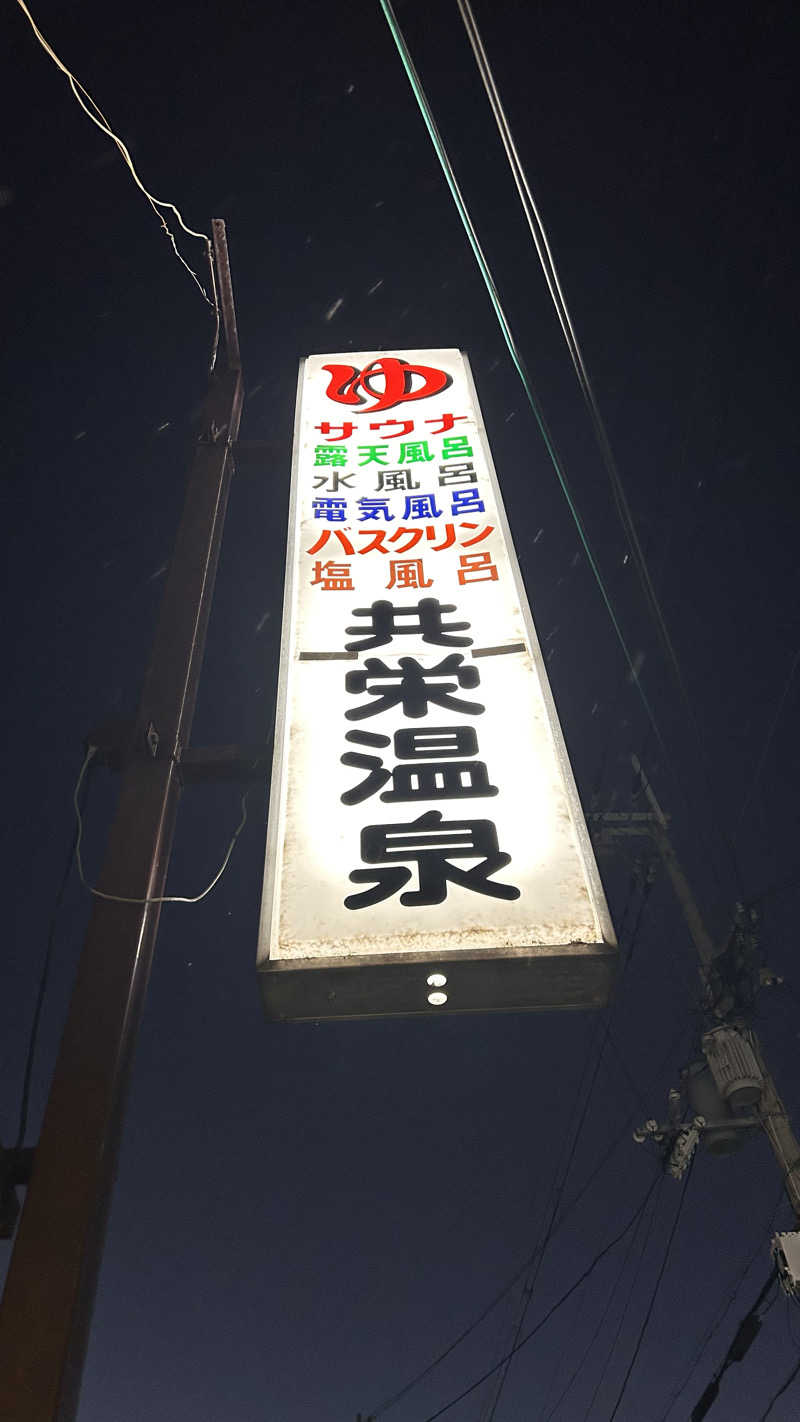 ゆ
サウナ
露天風呂
水風呂
電気風呂
バスクリン
塩風呂
共栄温泉